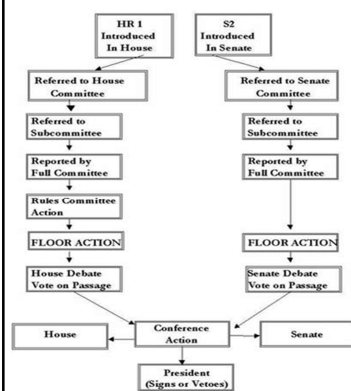 HR 1
Introduced
In House
S2
Introduced
In Senate
Referred to House
Committee
Referred to Senate
Committee
Referred to
Subcommittee
Referred to
Subcommittee
Reported by
Full Committee
Reported by
Full Committee
Rules Committee
Action
FLOOR ACTION
FLOOR ACTION
House Debate
Vote on Passage
Senate Debate
Vote on Passage
House
Conference
Action
Senate
President
(Signs or Vetoes)